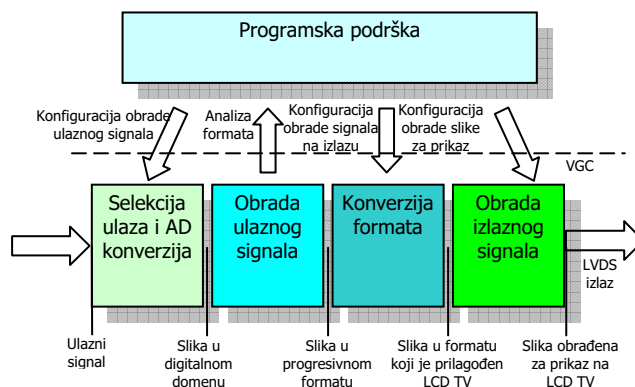 Programska podrška
Konfiguracija obrade
ulaznog signala
Analiza
formata
Konfiguracija
obrade signala
na izlazu
Konfiguracija
obrade slike
za prikaz
VGC
Selekcija
ulaza i AD
konverzija
Obrada
ulaznog
signala
Konverzija
formata
Obrada
izlaznog
signala
LVDS
izlaz
Ulazni
signal
Slika u
digitalnom
domenu
Slika u
progresivnom
formatu
Slika u formatu
koji je prilagođen
LCD TV
Slika obrađena
za prikaz na
LCD TV